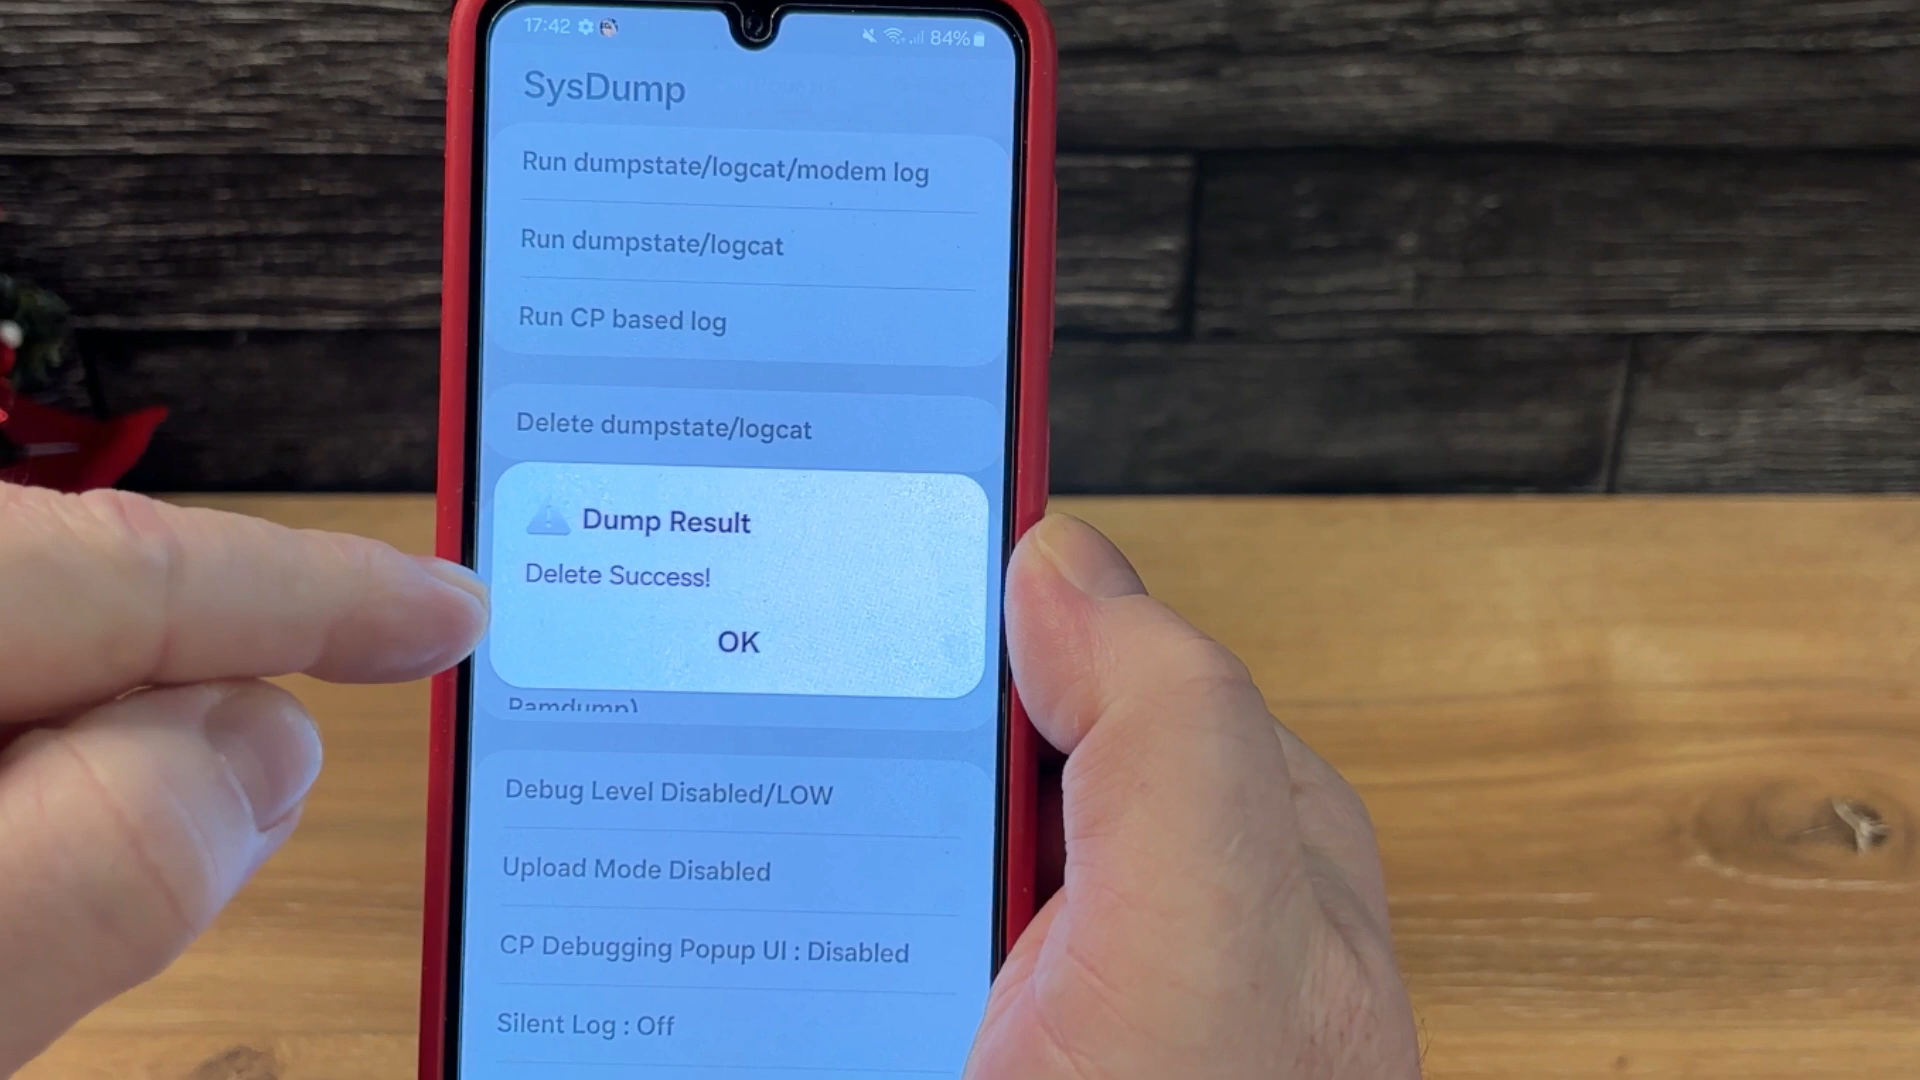 17:42
84%
SysDump
Run dumpstate/logcat/modem log
Run dumpstate/logcat
Run CP based log
Delete dumpstate/logcat
Dump Result
Delete Success!
OK
Ramdump)
Debug Level Disabled/LOW
Upload Mode Disabled
CP Debugging Popup UI : Disabled
Silent Log : Off